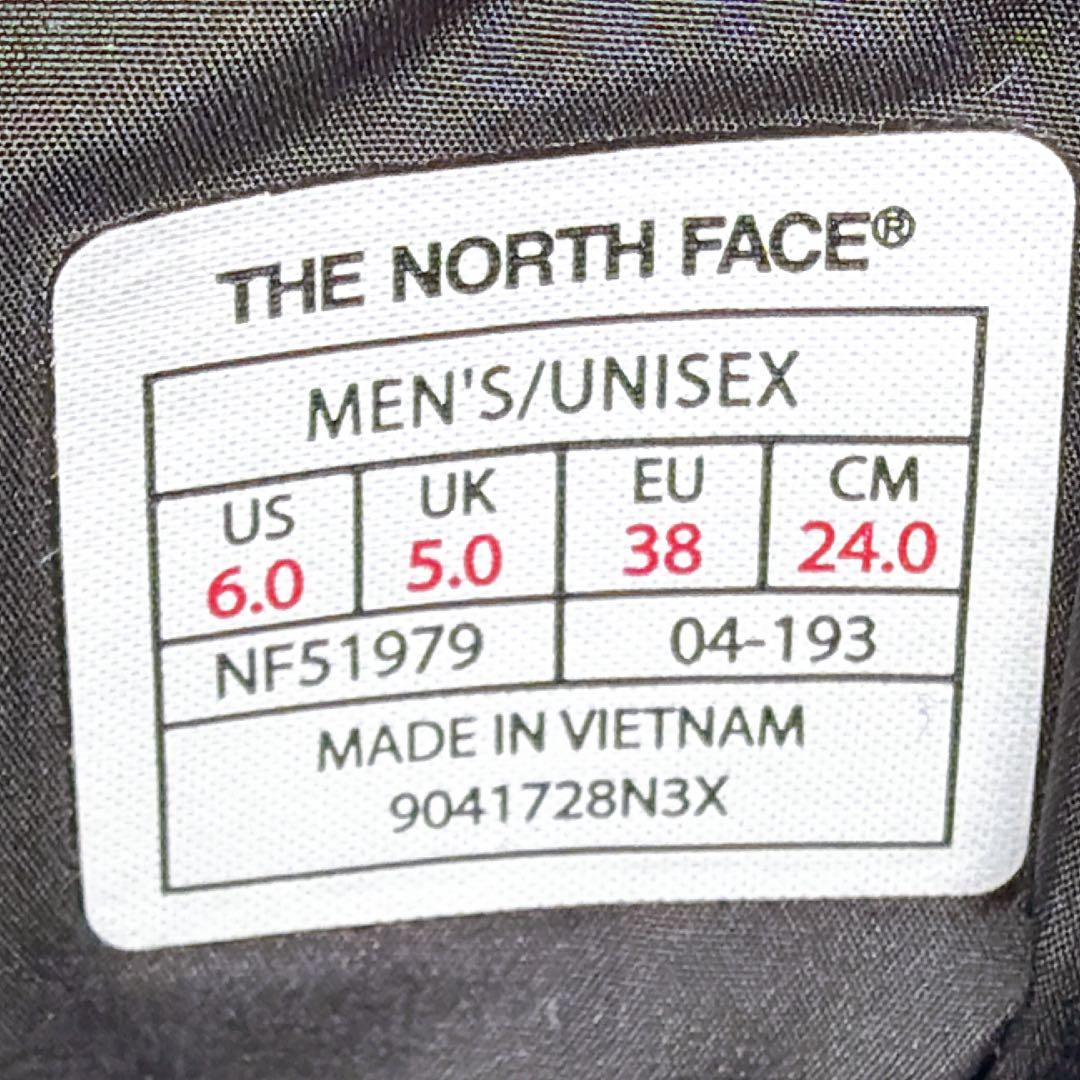 THE NORTH FACE®
MEN'S/UNISEX
US UK EU CM
6.0 5.0 38 24.0
NF51979 04-193
MADE IN VIETNAM
9041728N3X